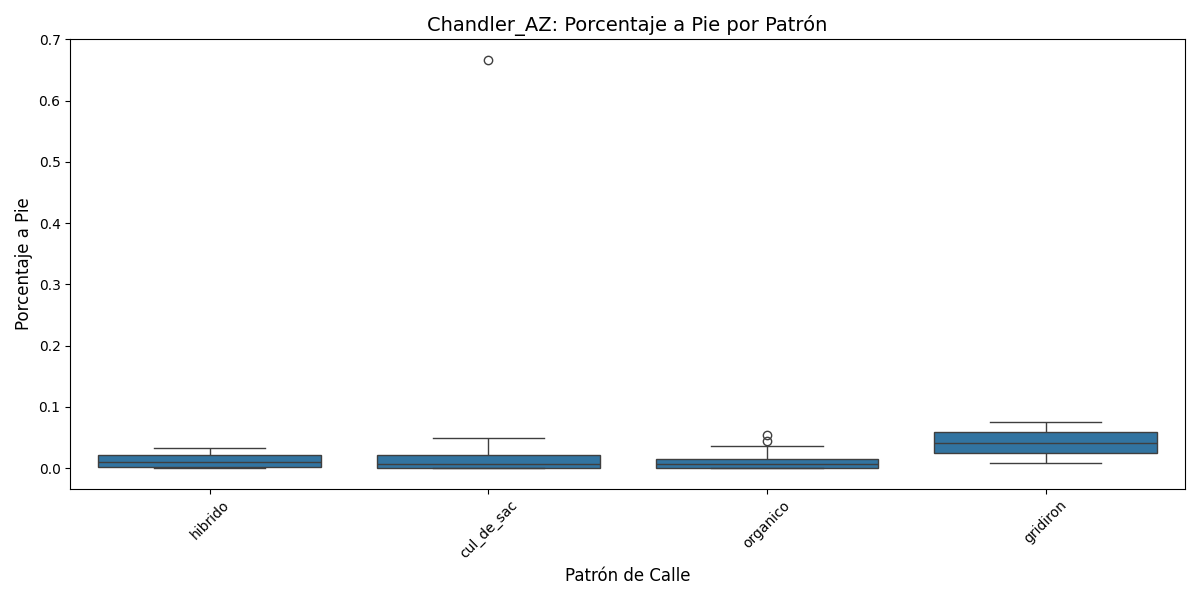 Chandler_AZ: Porcentaje a Pie por Patrón
Porcentaje a Pie
0.7
0.6
0.5
0.4
0.3
0.2
0.1
0.0
hibrido
cul_de_sac
organico
gridiron
Patrón de Calle